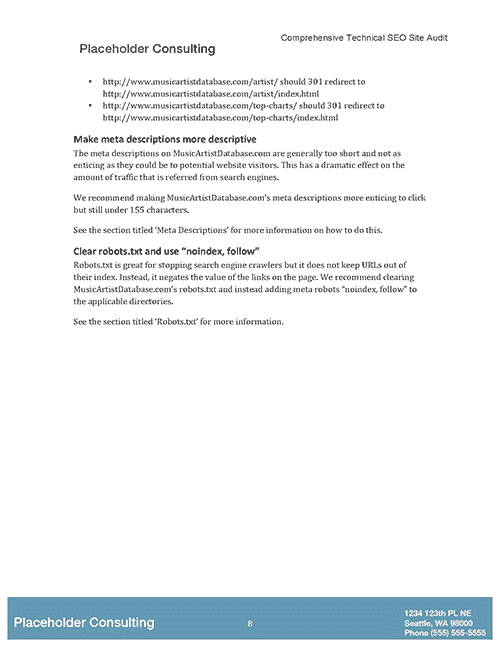 Comprehensive Technical SEO Site Audit
Placeholder Consulting
• http://www.musicartistdatabase.com/artist/ should 301 redirect to
http://www.musicartistdatabase.com/artist/index.html
• http://www.musicartistdatabase.com/top-charts/ should 301 redirect to
http://www.musicartistdatabase.com/top-charts/index.html
Make meta descriptions more descriptive
The meta descriptions on MusicArtistDatabase.com are generally too short and not as
enticing as they could be to potential website visitors. This has a dramatic effect on the
amount of traffic that is referred from search engines.
We recommend making MusicArtistDatabase.com's meta descriptions more enticing to click
but still under 155 characters.
See the section titled 'Meta Descriptions' for more information on how to do this.
Clear robots.txt and use "noindex, follow"
Robots.txt is great for stopping search engine crawlers but it does not keep URLs out of
their index. Instead, it negates the value of the links on the page. We recommend clearing
MusicArtistDatabase.com's robots.txt and instead adding meta robots "noindex, follow" to
the applicable directories.
See the section titled 'Robots.txt' for more information.
Placeholder Consulting
8
1234 123th PL NE
Seattle, WA 98000
Phone (555) 555-5555